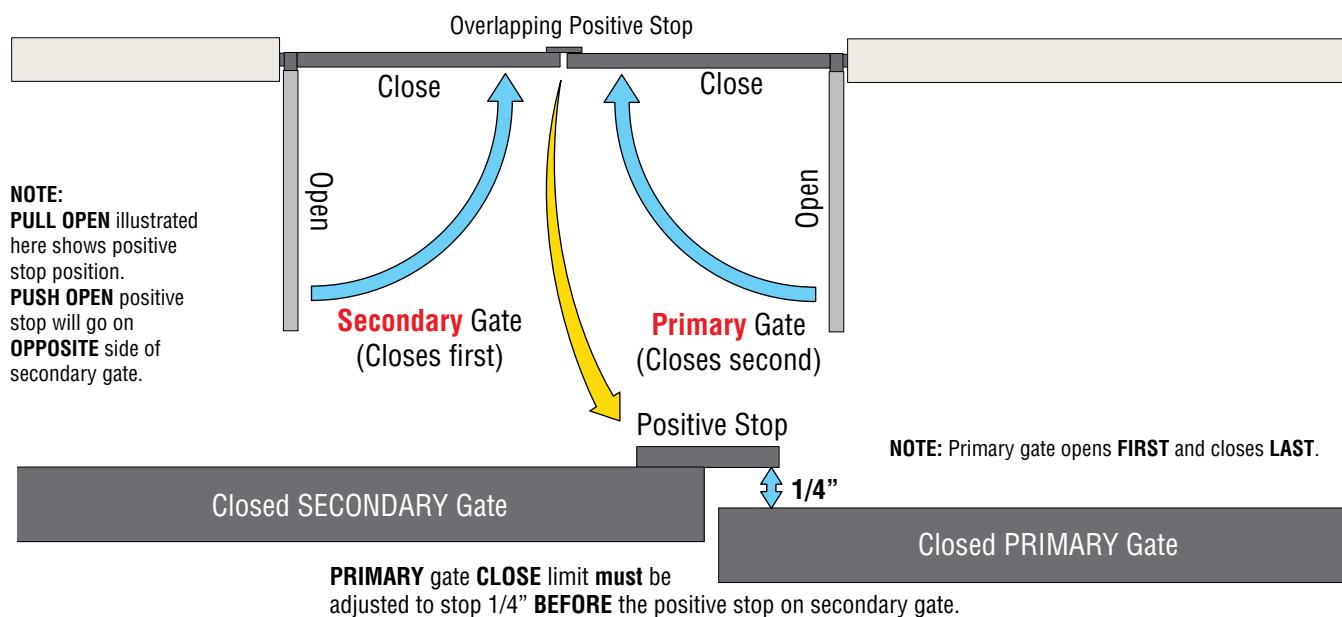 Overlapping Positive Stop
Close
Close
Open
Open
NOTE:
PULL OPEN illustrated
here shows positive
stop position.
PUSH OPEN positive
stop will go on
OPPOSITE side of
secondary gate.
Secondary Gate
(Closes first)
Primary Gate
(Closes second)
Positive Stop
NOTE: Primary gate opens FIRST and closes LAST.
1/4”
Closed SECONDARY Gate
Closed PRIMARY Gate
PRIMARY gate CLOSE limit must be
adjusted to stop 1/4” BEFORE the positive stop on secondary gate.